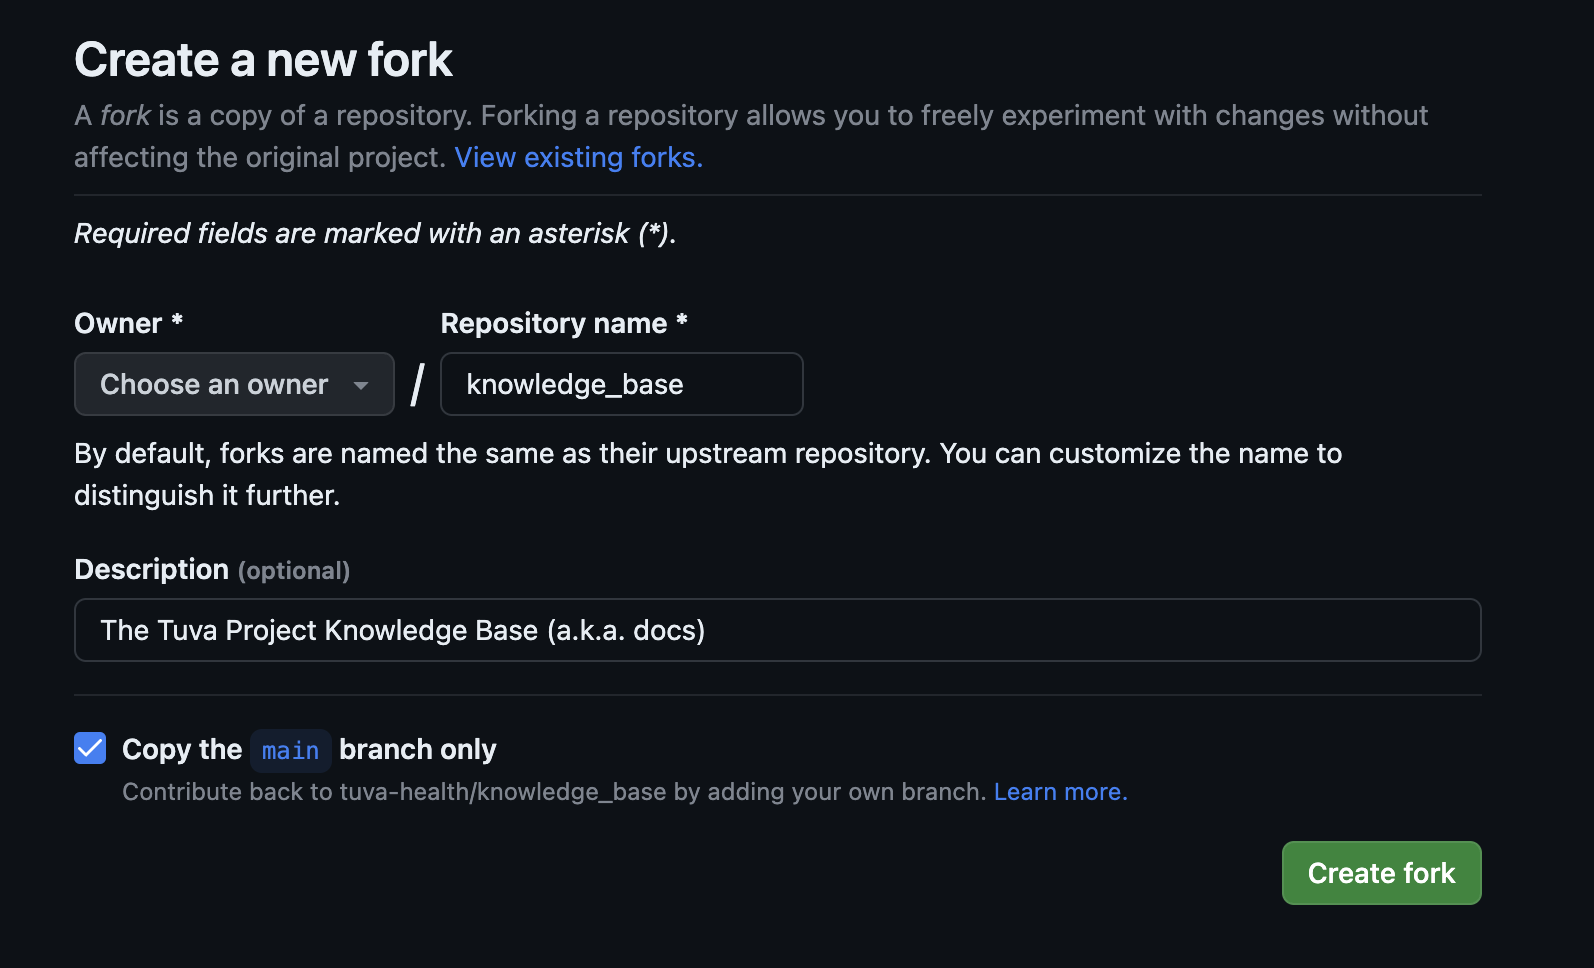 Create a new fork
A fork is a copy of a repository. Forking a repository allows you to freely experiment with changes without
affecting the original project. View existing forks.
Required fields are marked with an asterisk (*).
Owner * Repository name *
Choose an owner / knowledge_base
By default, forks are named the same as their upstream repository. You can customize the name to
distinguish it further.
Description (optional)
The Tuva Project Knowledge Base (a.k.a. docs)
Copy the main branch only
Contribute back to tuva-health/knowledge_base by adding your own branch. Learn more.
Create fork